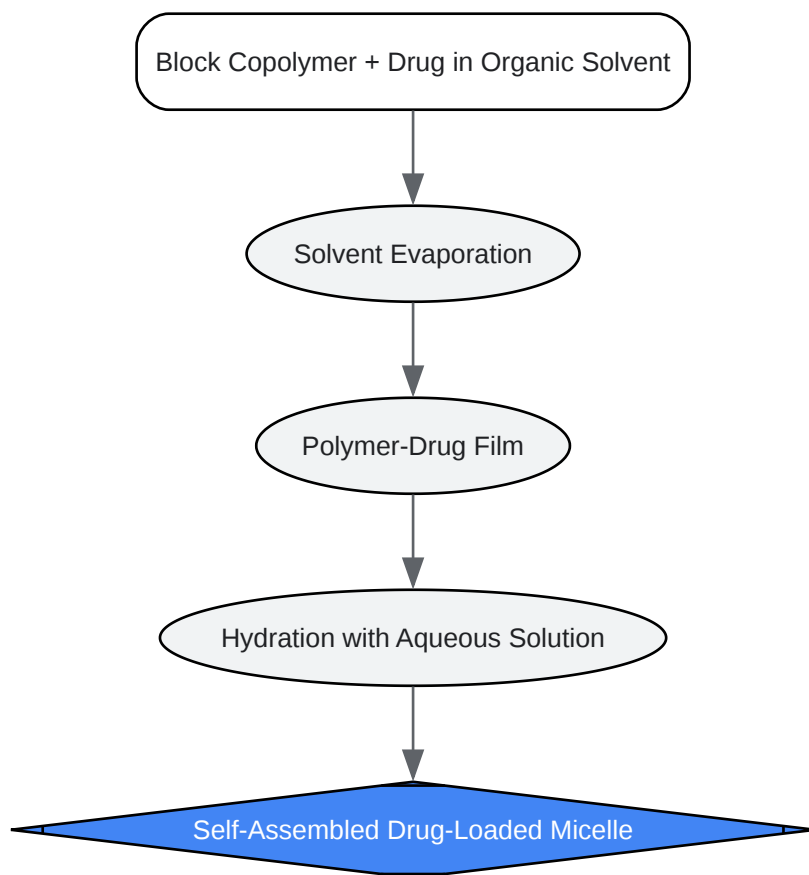 Block Copolymer + Drug in Organic Solvent
Solvent Evaporation
Polymer-Drug Film
Hydration with Aqueous Solution
Self-Assembled Drug-Loaded Micelle